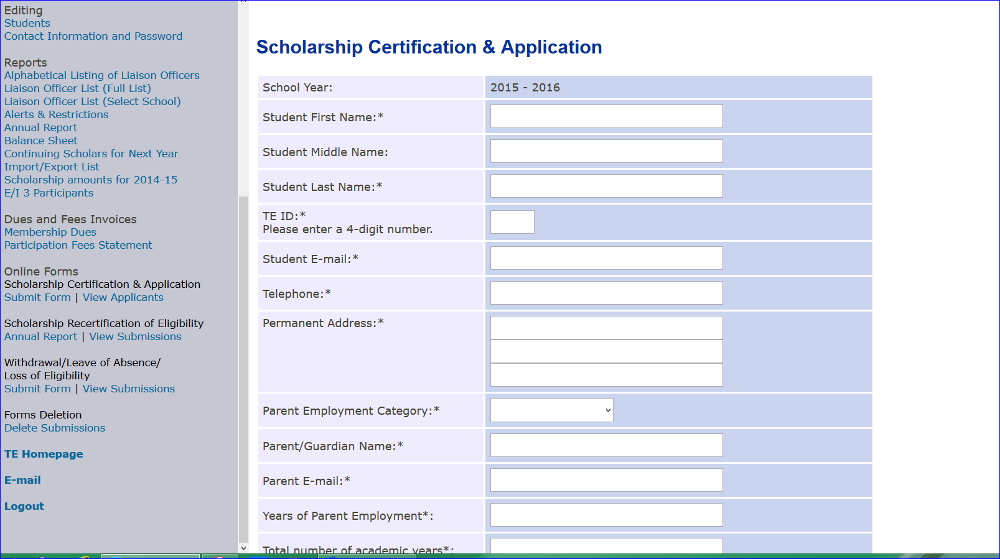 Editing
Students
Contact Information and Password
Reports
Alphabetical Listing of Liaison Officers
Liaison Officer List (Full List)
Liaison Officer List (Select School)
Alerts & Restrictions
Annual Report
Balance Sheet
Continuing Scholars for Next Year
Import/Export List
Scholarship amounts for 2014-15
E/I 3 Participants
Dues and Fees Invoices
Membership Dues
Participation Fees Statement
Online Forms
Scholarship Certification & Application
Submit Form | View Applicants
Scholarship Recertification of Eligibility
Annual Report | View Submissions
Withdrawal/Leave of Absence/
Loss of Eligibility
Submit Form | View Submissions
Forms Deletion
Delete Submissions
TE Homepage
E-mail
Logout
Scholarship Certification & Application
School Year: 2015 - 2016
Student First Name:*
Student Middle Name:
Student Last Name:*
TE ID:*
Please enter a 4-digit number.
Student E-mail:*
Telephone:*
Permanent Address:*
Parent Employment Category:*
Parent/Guardian Name:*
Parent E-mail:*
Years of Parent Employment*:
Total number of academic years*: